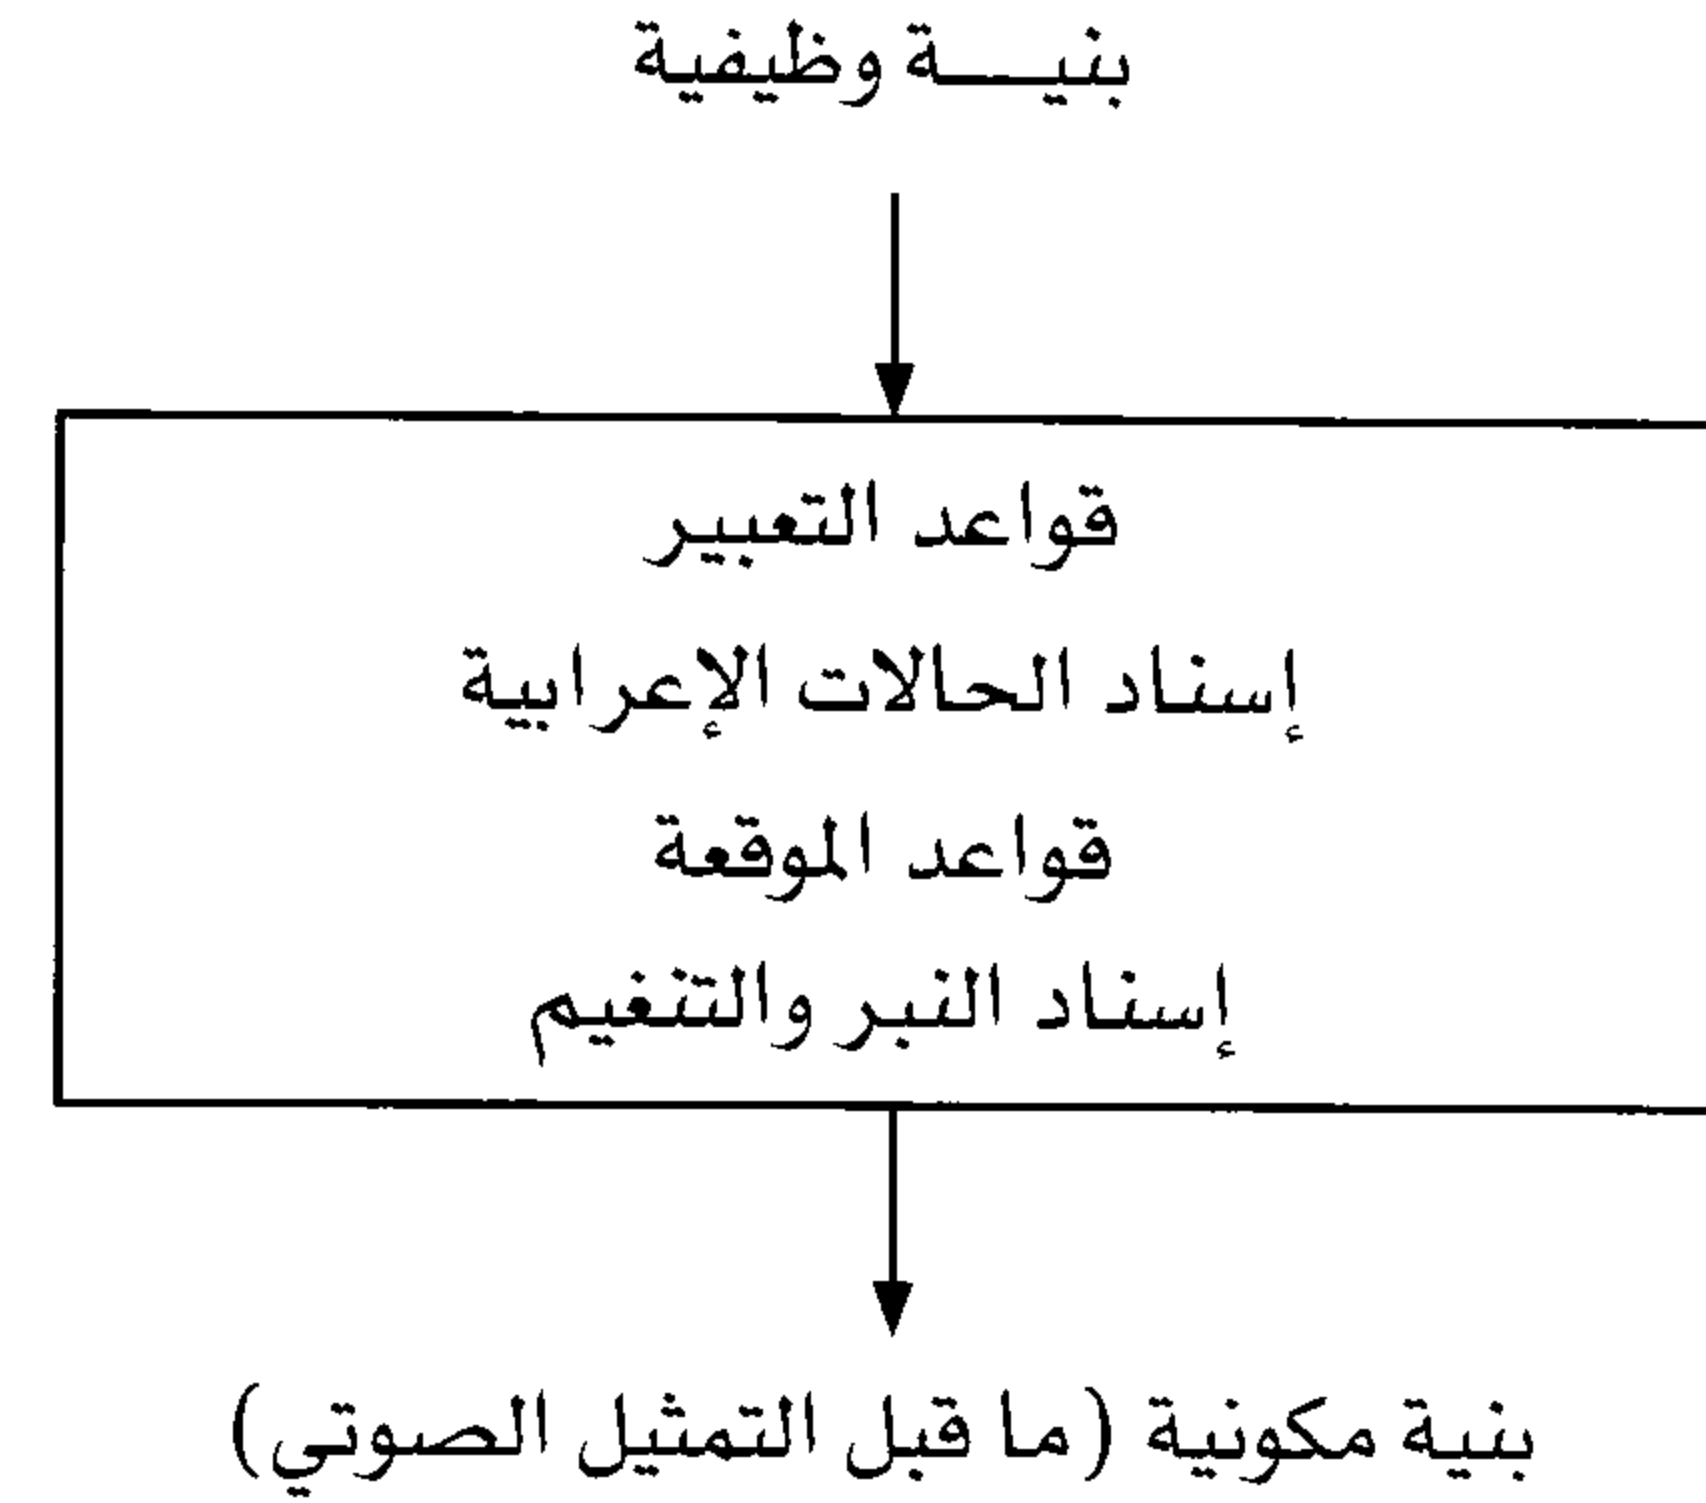 بنيـــة وظيفية
قواعد التعبير
إسناد الحالات الإعرابية
قواعد الموقعة
إسناد النبر والتنغيم
بنية مكونية (ما قبل التمثيل الصوتي)